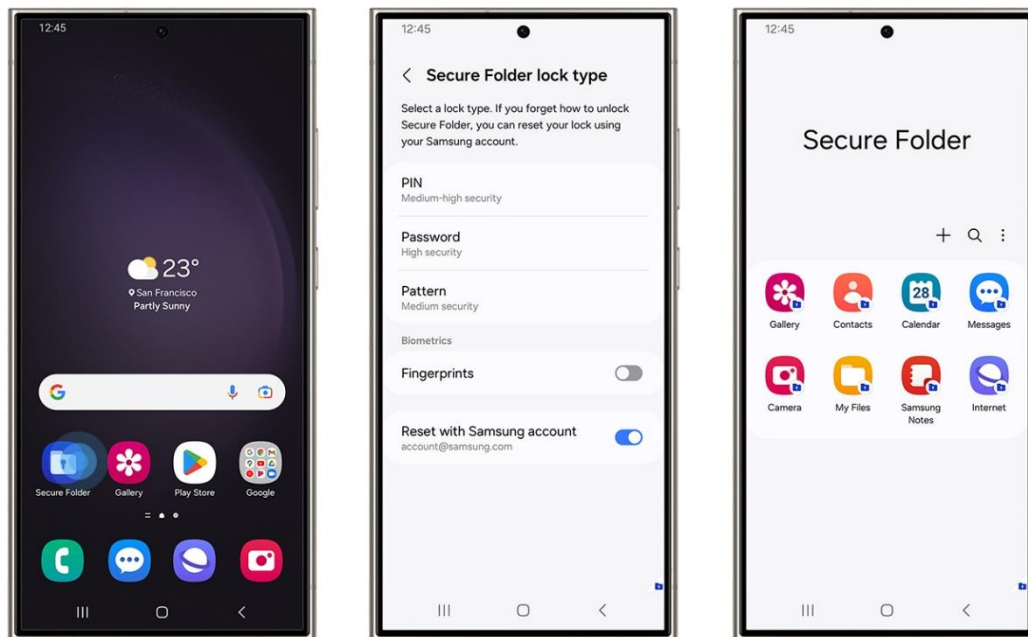 12:45
23°
San Francisco
Partly Sunny
G
Secure Folder
Gallery
Play Store
Google
12:45
Secure Folder lock type
Select a lock type. If you forget how to unlock
Secure Folder, you can reset your lock using
your Samsung account.
PIN
Medium-high security
Password
High security
Pattern
Medium security
Biometrics
Fingerprints
Reset with Samsung account
account@samsung.com
12:45
Secure Folder
28
Gallery
Contacts
Calendar
Messages
Camera
My Files
Samsung
Notes
Internet